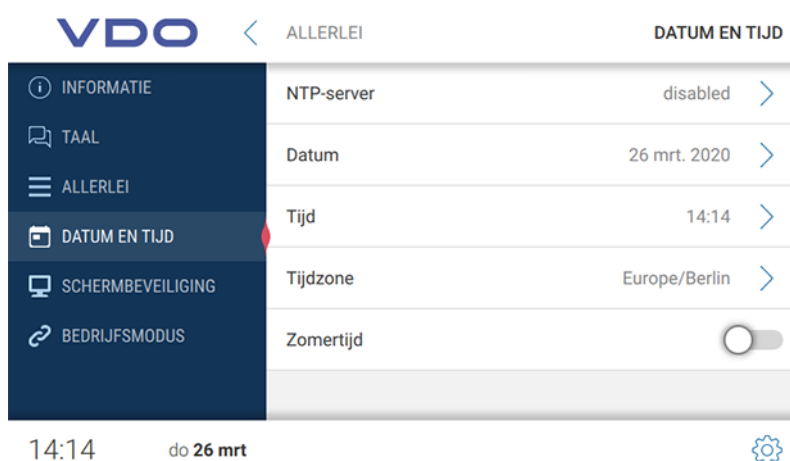 VDO
ALLERLEI DATUM EN TIJD
INFORMATIE
TAAL
ALLERLEI
DATUM EN TIJD
SCHERMBEVEILIGING
BEDRIJFSMODUS
NTP-server disabled
Datum 26 mrt. 2020
Tijd 14:14
Tijdzone Europe/Berlin
Zomertijd
14:14 do 26 mrt